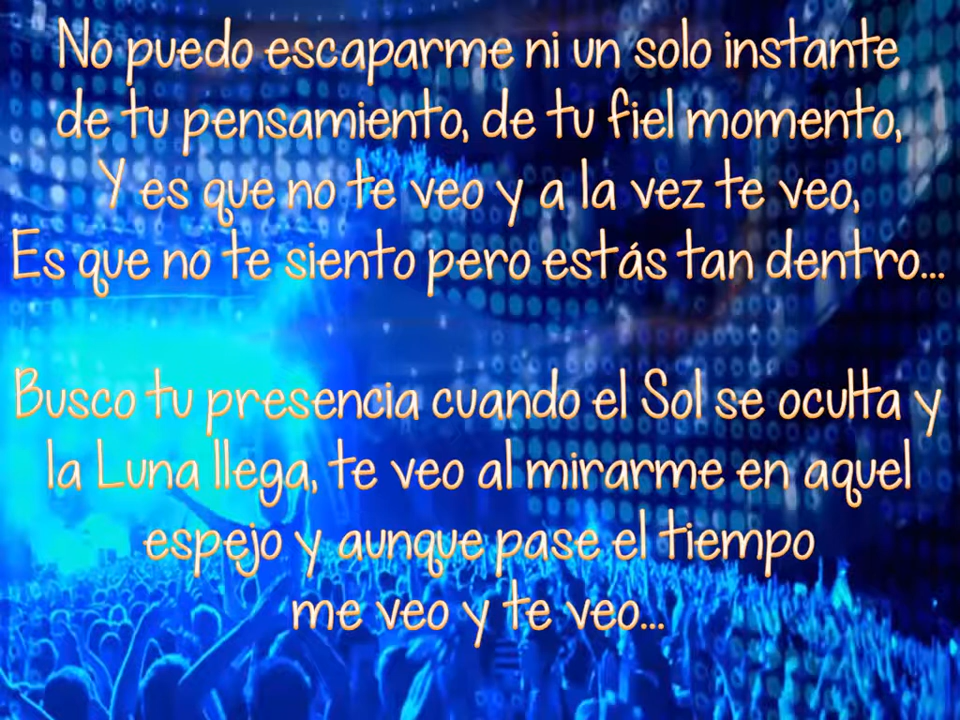 No puedo escaparme ni un solo instante
de tu pensamiento, de tu fiel momento,
Y es que no te veo y a la vez te veo,
Es que no te siento pero estás tan dentro...
Busco tu presencia cuando el Sol se oculta y
la Luna llega, te veo al mirarme en aquel
espejo y aunque pase el tiempo
me veo y te veo...